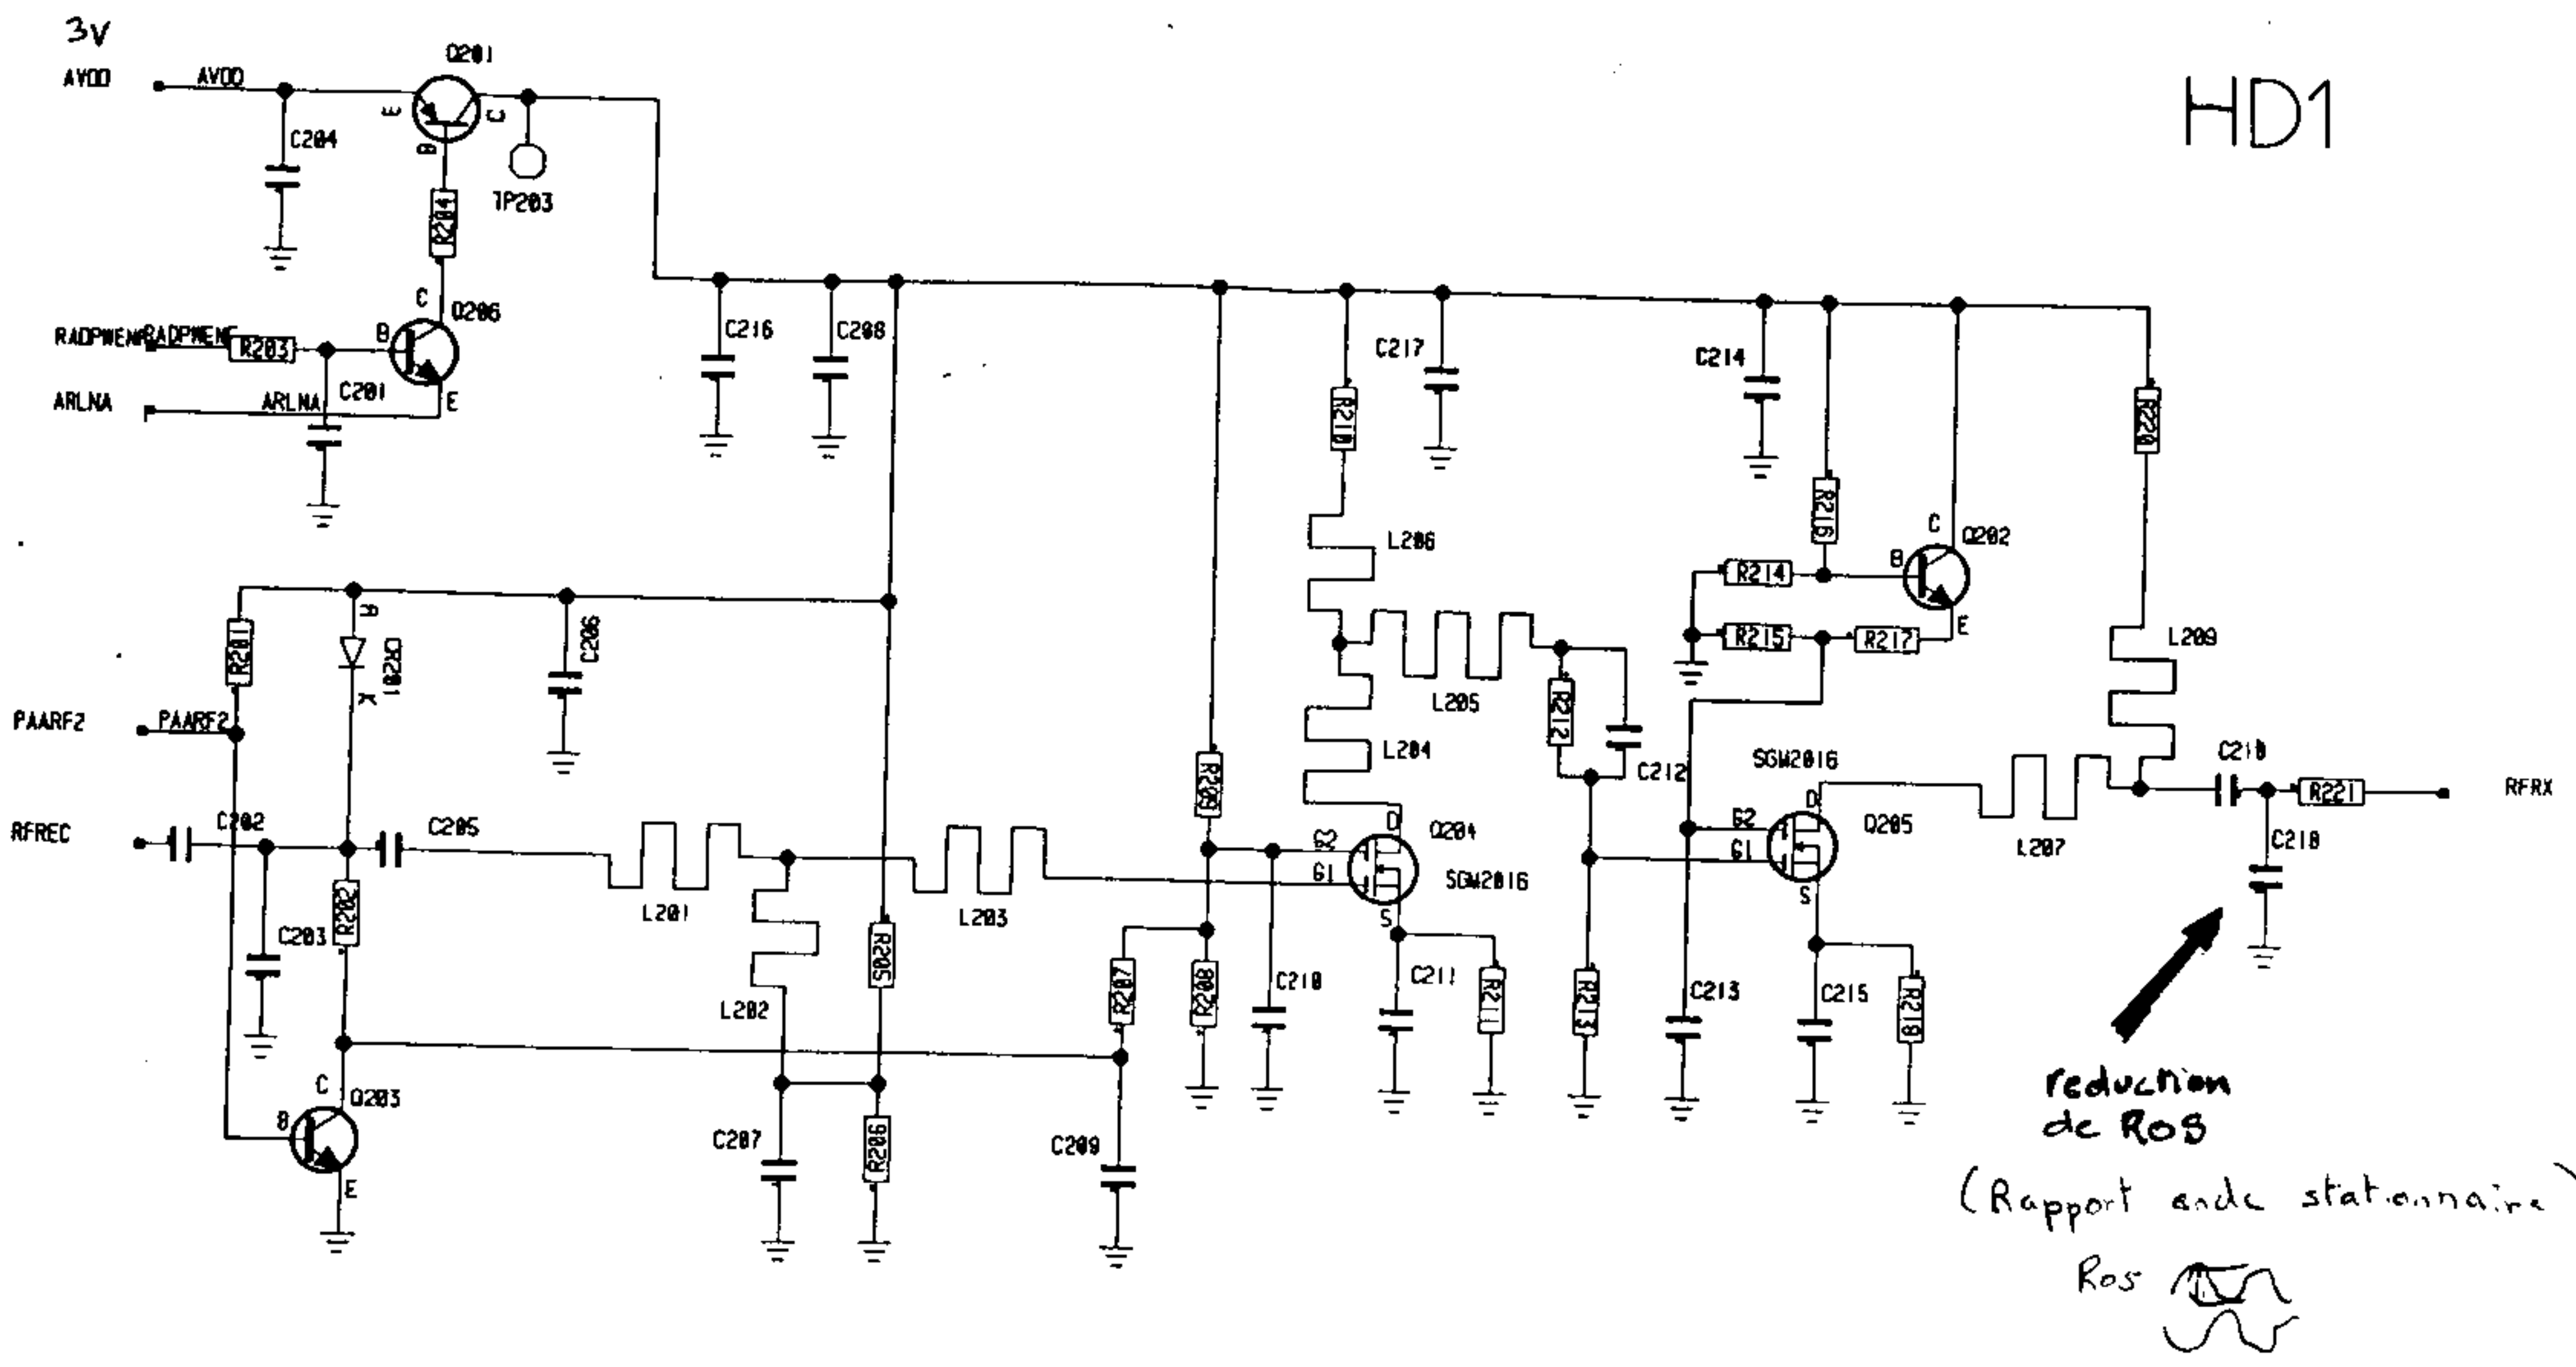 3V
HD1
AVDD
AVDD
Q201
E
C
B
C204
TP203
R204
C
Q206
B
E
RADPWENF
R203
C201
ARLNA
ARLNA
C216
C208
C217
C214
R210
R216
R220
L206
C
Q202
B
E
R214
R215
R217
L209
R201
A
CR201
K
C206
L205
R212
C212
L204
PAARF2
PAARF2
RFREC
C202
C205
R209
SGM2016
C210
R221
RFRX
D
Q204
G2
G1
S
SGM2016
D
Q205
G2
G1
S
L207
C218
R202
C203
L201
L203
L202
R205
R207
R208
C210
C211
R211
R213
C213
C215
R218
C
Q203
B
E
C207
R206
C209
reduction
de ROS
(Rapport onde stationnaire)
Ros